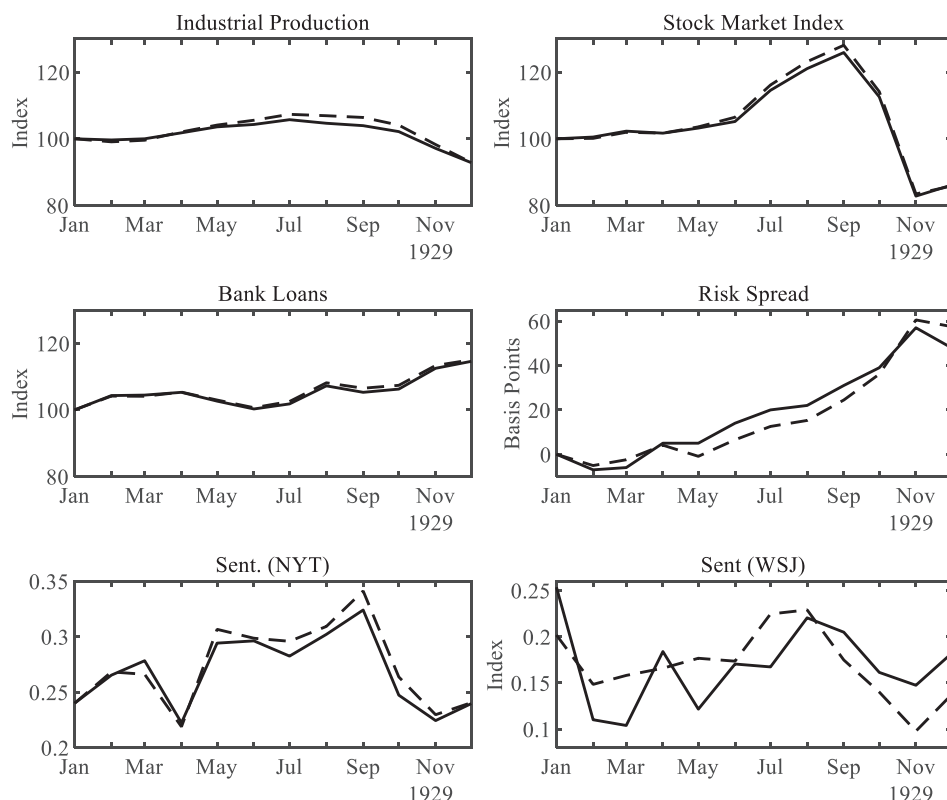 Industrial Production
Index
120
100
80
Jan Mar May Jul Sep Nov
1929
Stock Market Index
Index
120
100
80
Jan Mar May Jul Sep Nov
1929
Bank Loans
Index
120
100
80
Jan Mar May Jul Sep Nov
1929
Risk Spread
Basis Points
60
40
20
0
Jan Mar May Jul Sep Nov
1929
Sent. (NYT)
0.35
0.3
0.25
0.2
Jan Mar May Jul Sep Nov
1929
Sent (WSJ)
Index
0.25
0.2
0.15
0.1
Jan Mar May Jul Sep Nov
1929